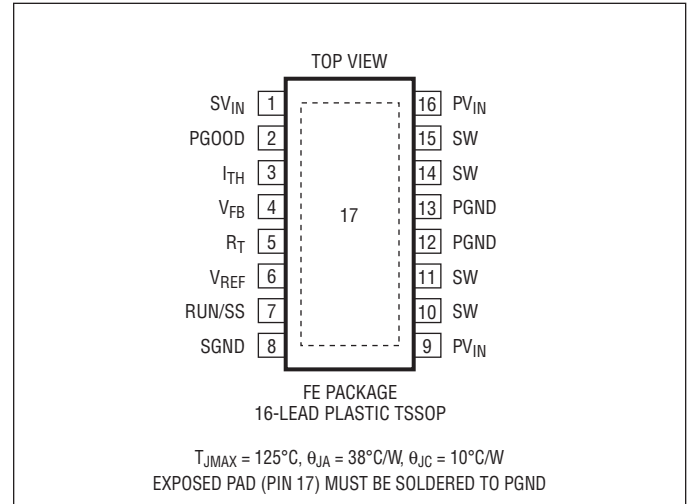 TOP VIEW
SVIN 1 16 PVIN
PGOOD 2 15 SW
ITH 3 14 SW
VFB 4 13 PGND
17
RT 5 12 PGND
VREF 6 11 SW
RUN/SS 7 10 SW
SGND 8 9 PVIN
FE PACKAGE
16-LEAD PLASTIC TSSOP
TJMAX = 125°C, θJA = 38°C/W, θJC = 10°C/W
EXPOSED PAD (PIN 17) MUST BE SOLDERED TO PGND